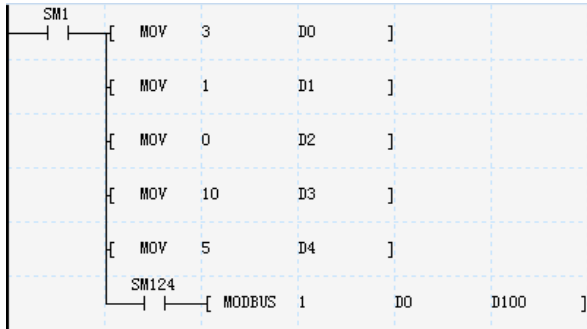 SM1
[ MOV 3 D0 ]
[ MOV 1 D1 ]
[ MOV 0 D2 ]
[ MOV 10 D3 ]
[ MOV 5 D4 ]
SM124
[ MODBUS 1 D0 D100 ]